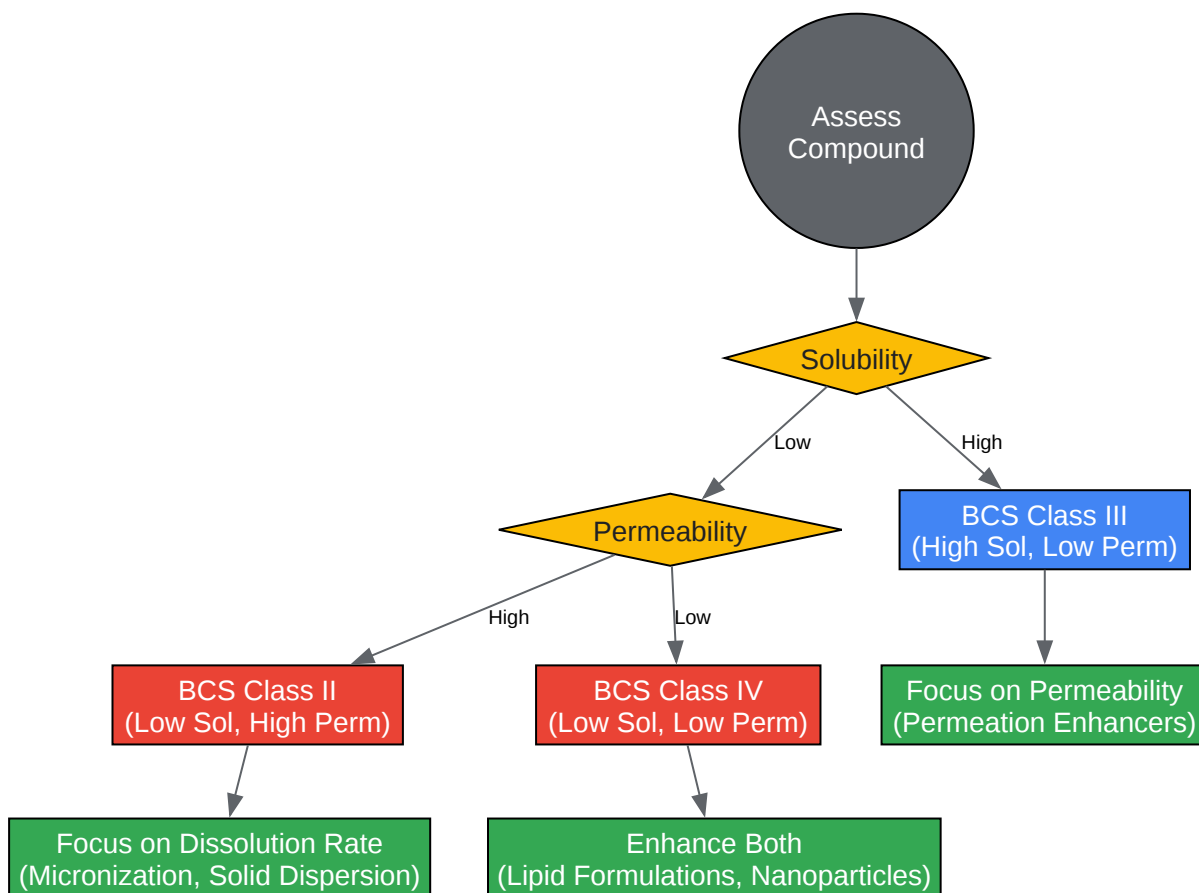 Assess
Compound
Solubility
Low
High
Permeability
BCS Class III
(High Sol, Low Perm)
High
Low
BCS Class II
(Low Sol, High Perm)
BCS Class IV
(Low Sol, Low Perm)
Focus on Permeability
(Permeation Enhancers)
Focus on Dissolution Rate
(Micronization, Solid Dispersion)
Enhance Both
(Lipid Formulations, Nanoparticles)